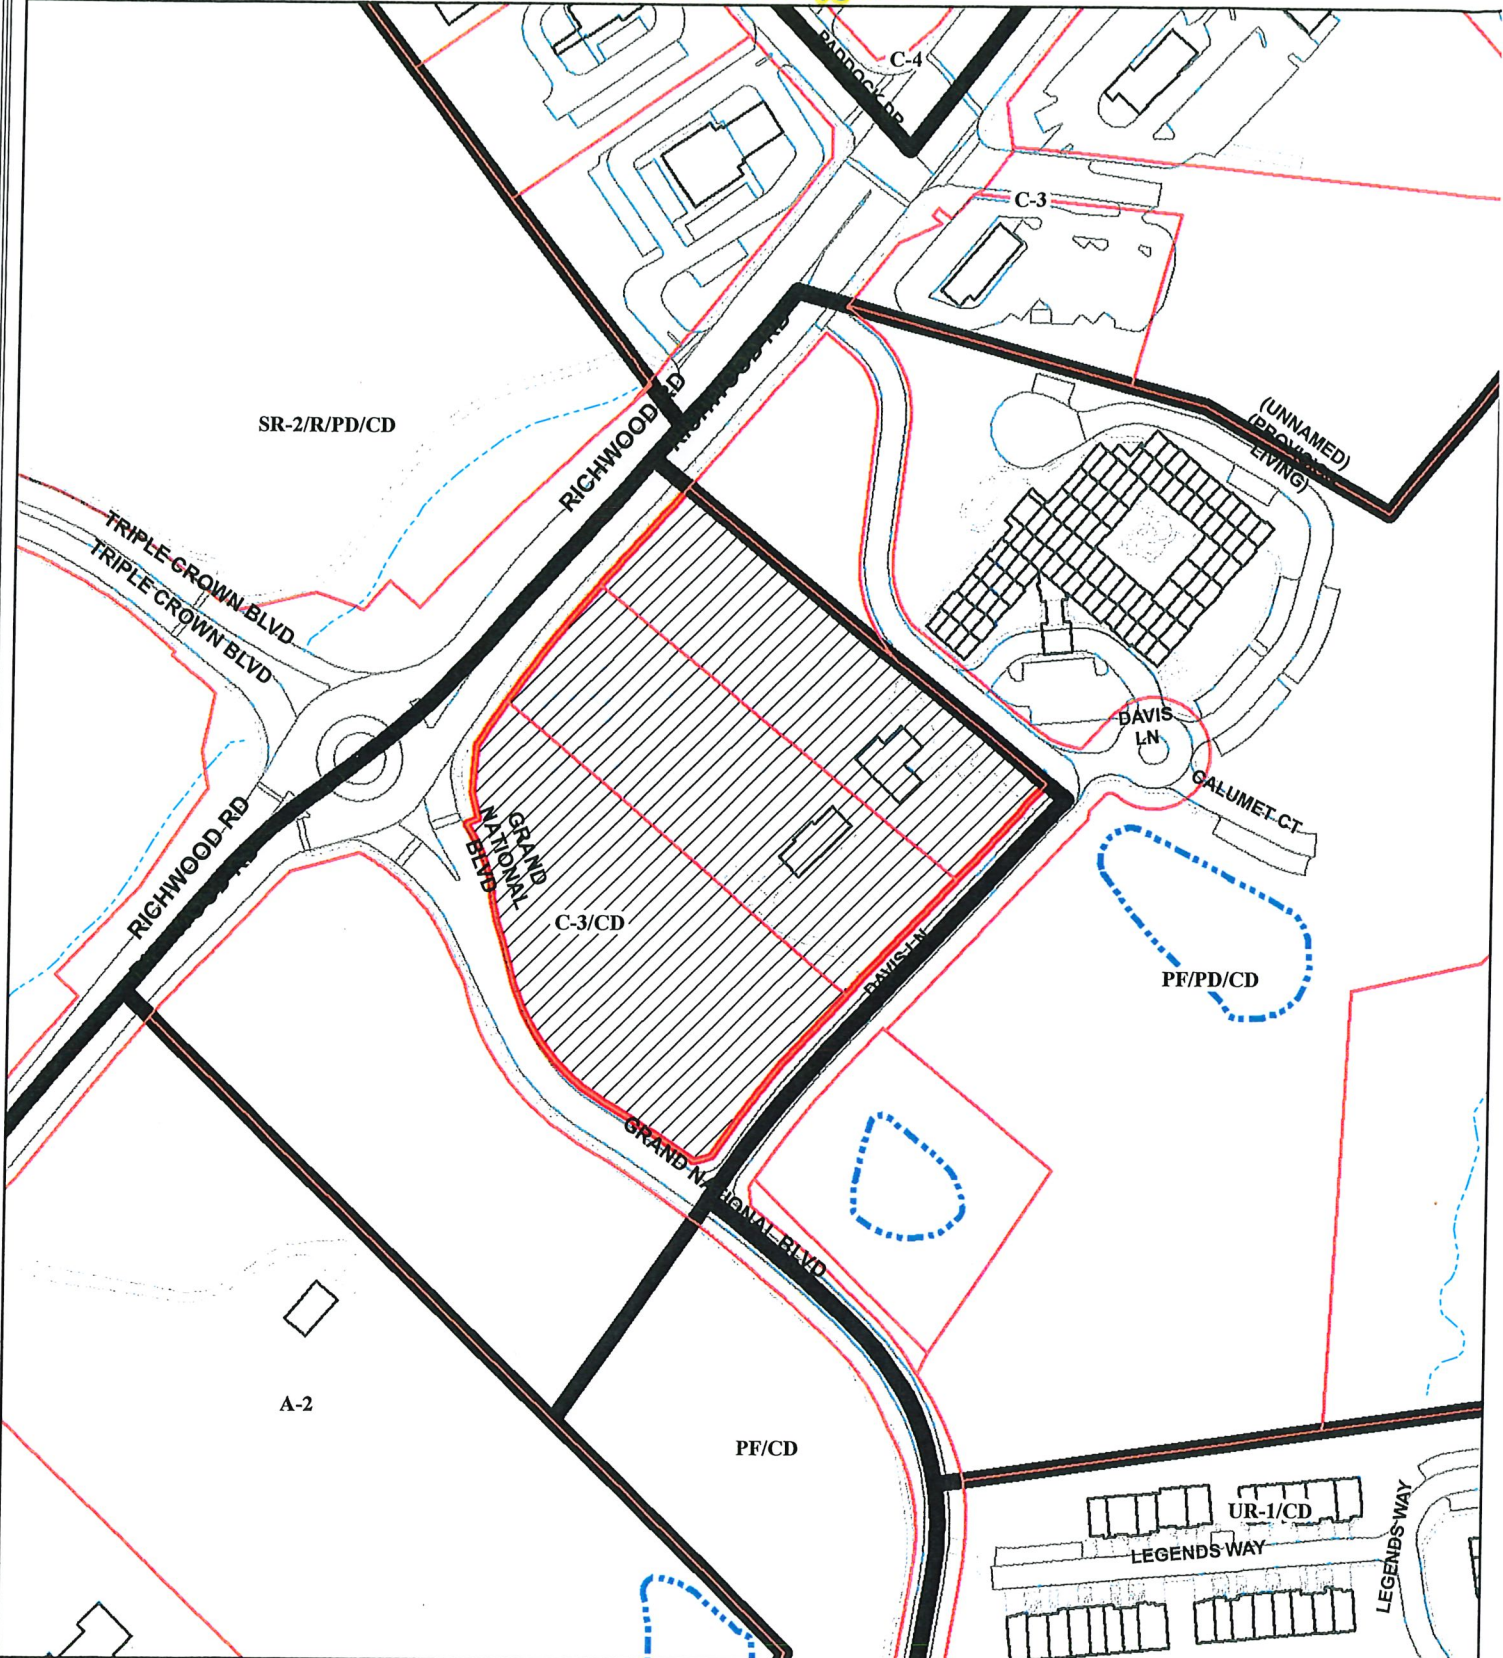 PADDOCK DR
C-4
C-3
RICHWOOD RD
RICHWOOD RD
SR-2/R/PD/CD
(UNNAMED)
LIVING)
TRIPLE CROWN BLVD
TRIPLE CROWN BLVD
DAVIS
LN
CALUMET CT
RICHWOOD RD
GRAND
NATIONAL
BLVD
C-3/CD
DAVIS LN
PF/PD/CD
GRAND NATIONAL BLVD
A-2
PF/CD
UR-1/CD
LEGENDS WAY
LEGENDS WAY